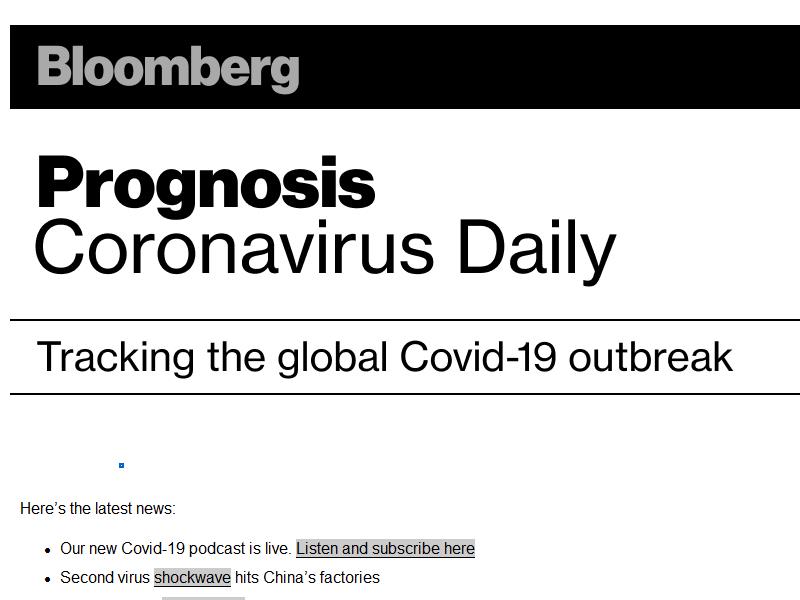 Bloomberg
Prognosis
Coronavirus Daily
Tracking the global Covid-19 outbreak
Here’s the latest news:
• Our new Covid-19 podcast is live. Listen and subscribe here
• Second virus shockwave hits China’s factories